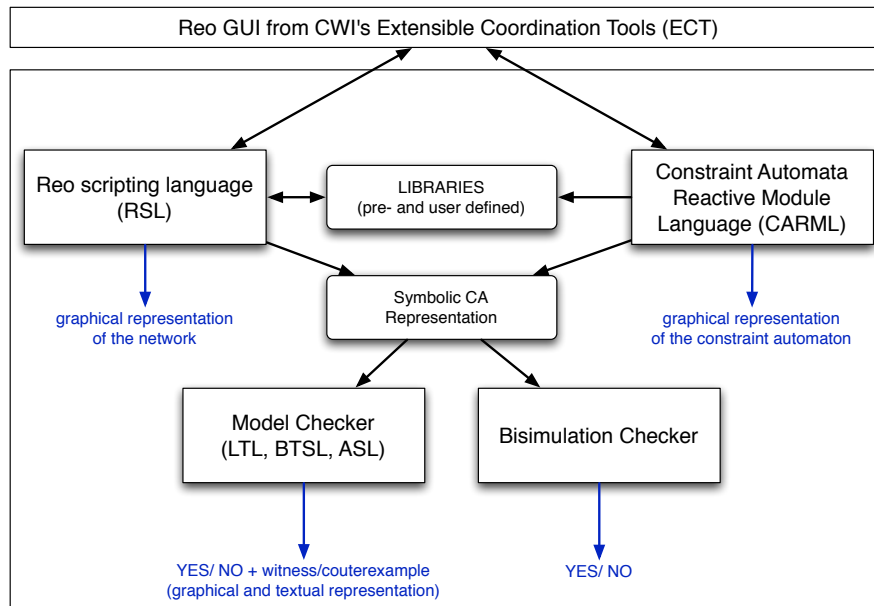 Reo GUI from CWI's Extensible Coordination Tools (ECT)
Reo scripting language
(RSL)
LIBRARIES
(pre- and user defined)
Constraint Automata
Reactive Module
Language (CARML)
graphical representation
of the network
Symbolic CA
Representation
graphical representation
of the constraint automaton
Model Checker
(LTL, BTSL, ASL)
Bisimulation Checker
YES/ NO + witness/couterexample
(graphical and textual representation)
YES/ NO